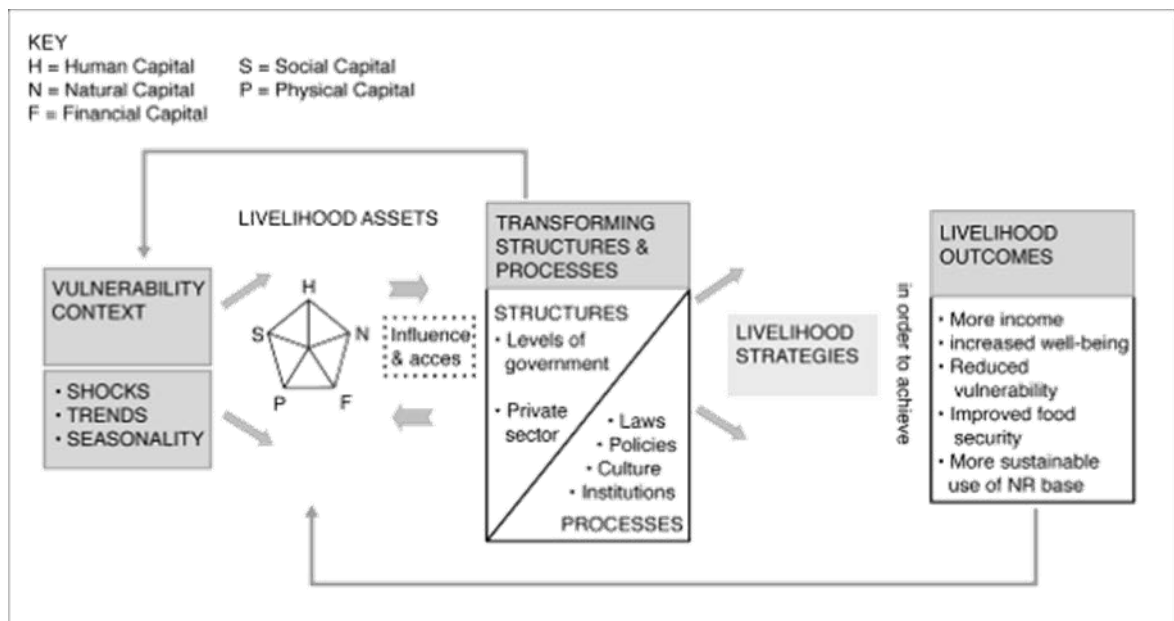 KEY
H = Human Capital
S = Social Capital
N = Natural Capital
P = Physical Capital
F = Financial Capital
LIVELIHOOD ASSETS
VULNERABILITY
CONTEXT
• SHOCKS
• TRENDS
• SEASONALITY
H
S
N
P
F
Influence
& acces
TRANSFORMING
STRUCTURES &
PROCESSES
STRUCTURES
• Levels of
government
• Private
sector
• Laws
• Policies
• Culture
• Institutions
PROCESSES
LIVELIHOOD
STRATEGIES
in order to achieve
LIVELIHOOD
OUTCOMES
• More income
• increased well-being
• Reduced
vulnerability
• Improved food
security
• More sustainable
use of NR base